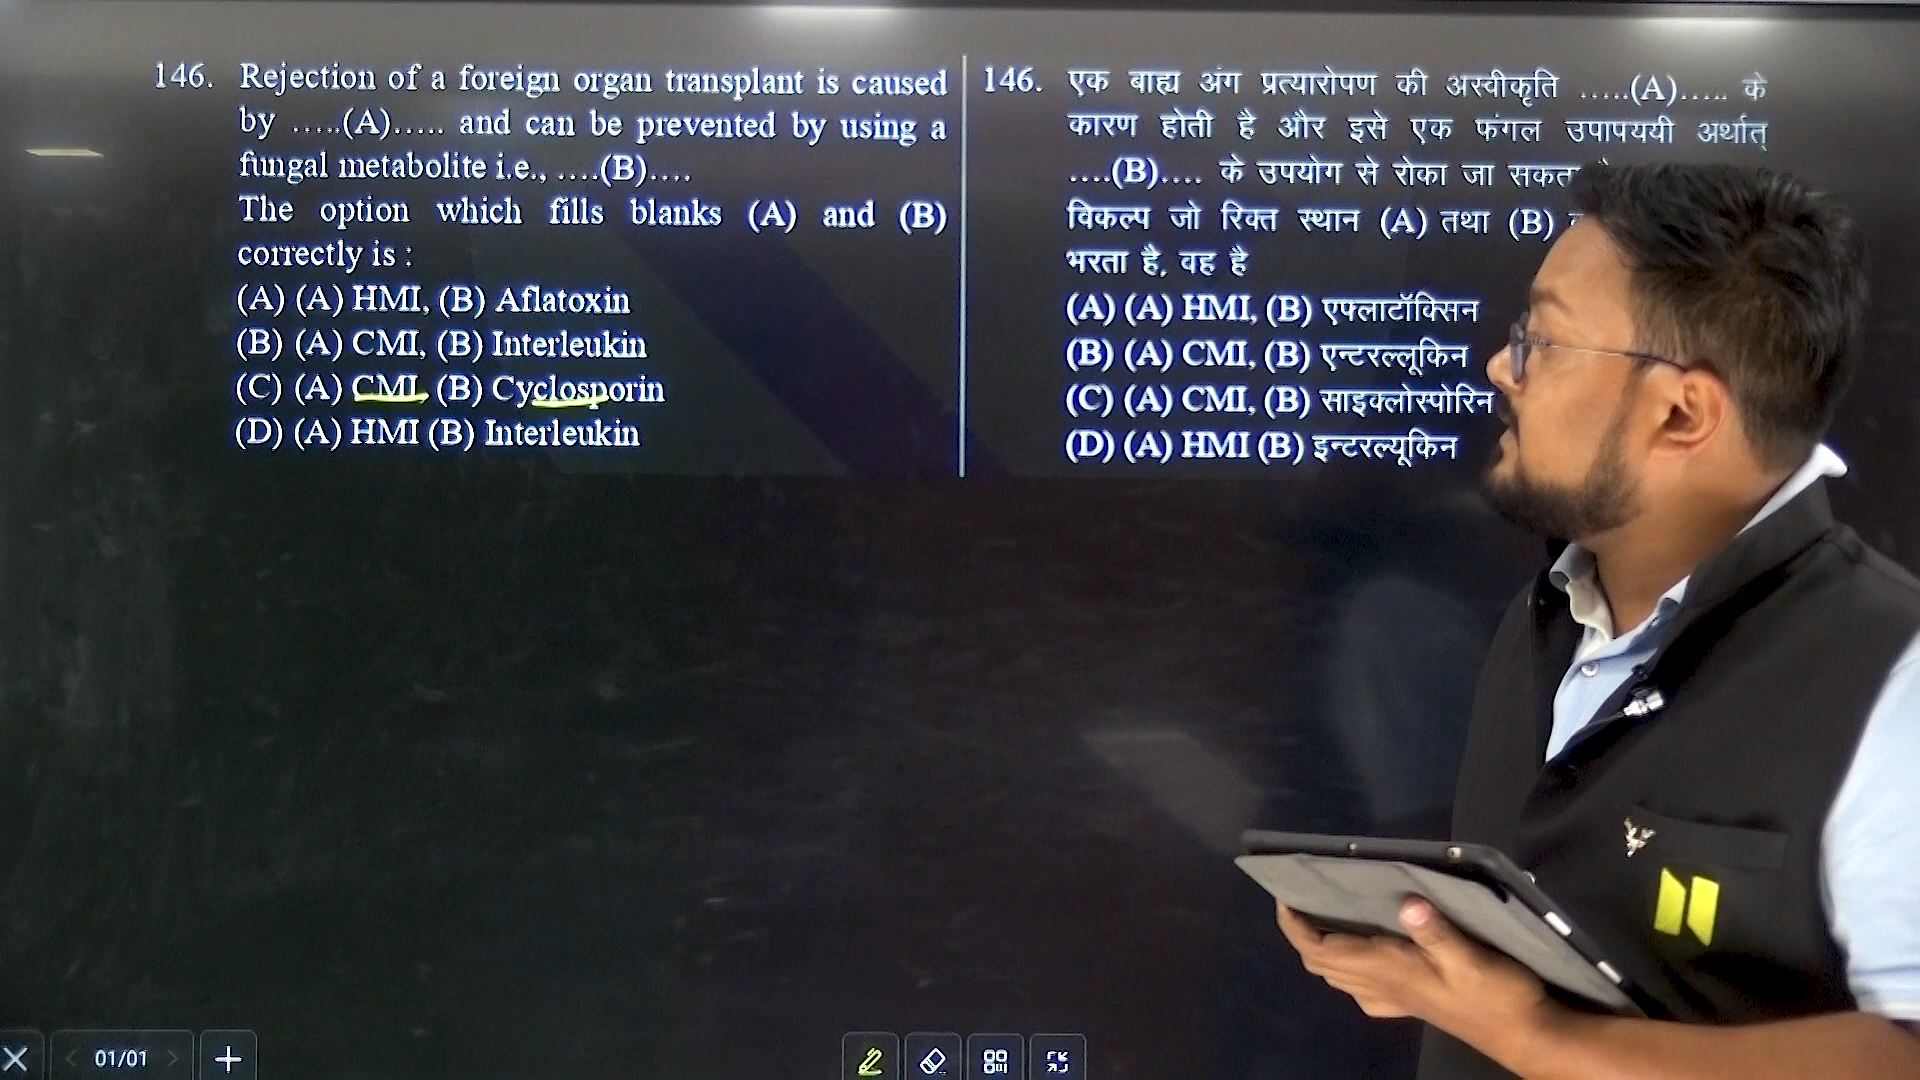 146. Rejection of a foreign organ transplant is caused
by .....(A)..... and can be prevented by using a
fungal metabolite i.e., ....(B)....
The option which fills blanks (A) and (B)
correctly is :
(A) (A) HMI, (B) Aflatoxin
(B) (A) CMI, (B) Interleukin
(C) (A) CMI, (B) Cyclosporin
(D) (A) HMI (B) Interleukin
146. एक बाह्य अंग प्रत्यारोपण की अस्वीकृति .....(A)..... के
कारण होती है और इसे एक फंगल उपापययी अर्थात्
....(B).... के उपयोग से रोका जा
विकल्प जो रिक्त स्थान (A) तथा (B)
भरता है, वह है
(A) (A) HMI, (B) एफ्लाटॉक्सिन
(B) (A) CMI, (B) एन्टरल्लूकिन
(C) (A) CMI, (B) साइक्लोस्पोरिन
(D) (A) HMI (B) इन्टरल्यूकिन
01/01